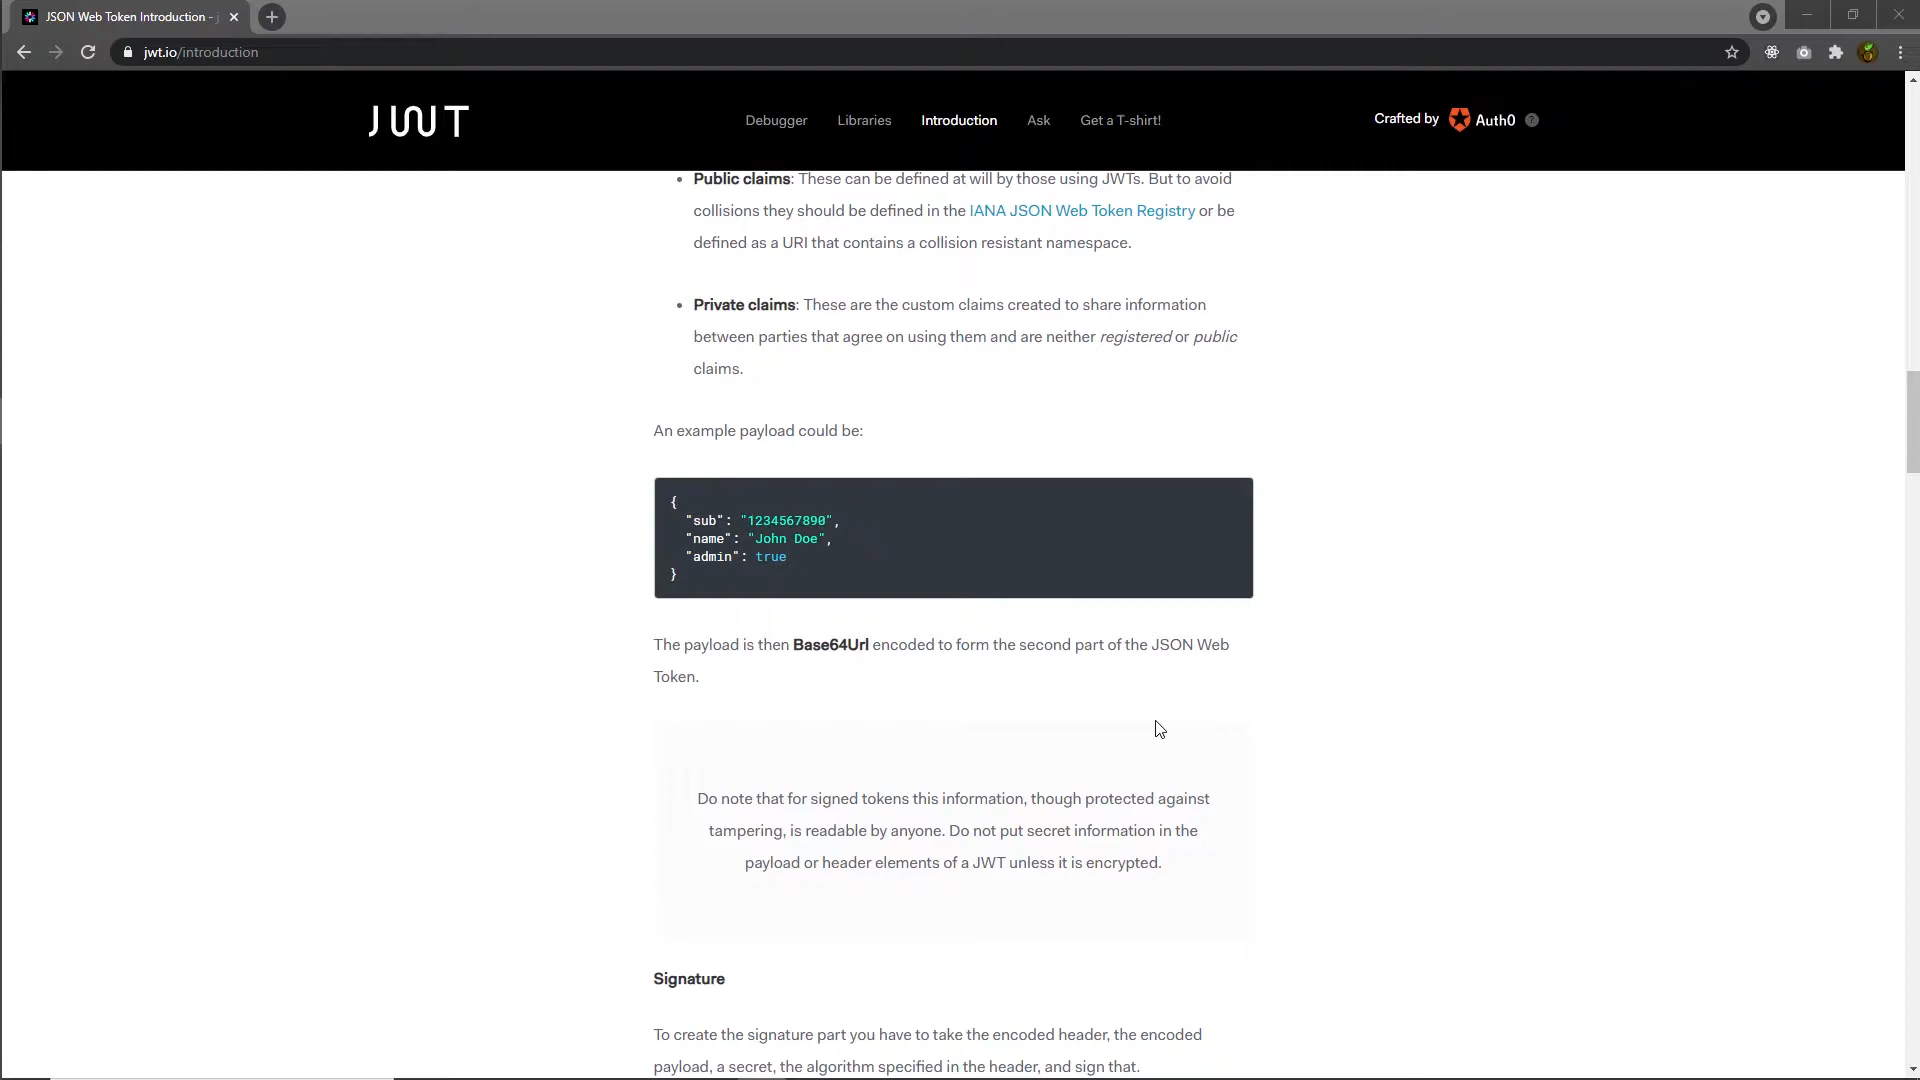 JSON Web Token Introduction - j
jwt.io/introduction
JWT
Debugger
Libraries
Introduction
Ask
Get a T-shirt!
Crafted by
Auth0
?
• Public claims: These can be defined at will by those using JWTs. But to avoid
collisions they should be defined in the IANA JSON Web Token Registry or be
defined as a URI that contains a collision resistant namespace.
• Private claims: These are the custom claims created to share information
between parties that agree on using them and are neither registered or public
claims.
An example payload could be:
{
"sub": "1234567890",
"name": "John Doe",
"admin": true
}
The payload is then Base64Url encoded to form the second part of the JSON Web
Token.
Do note that for signed tokens this information, though protected against
tampering, is readable by anyone. Do not put secret information in the
payload or header elements of a JWT unless it is encrypted.
Signature
To create the signature part you have to take the encoded header, the encoded
payload, a secret, the algorithm specified in the header, and sign that.